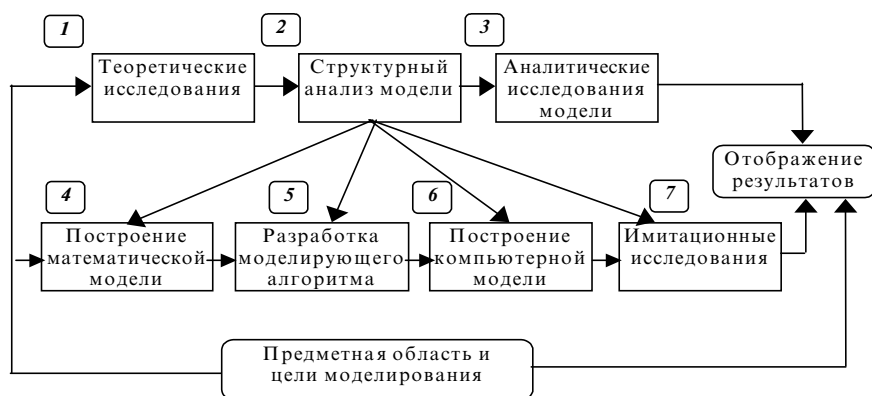 1
2
3
Теоретические
исследования
Структурный
анализ модели
Аналитические
исследования
модели
Отображение
результатов
4
5
6
7
Построение
математической
модели
Разработка
моделирующего
алгоритма
Построение
компьютерной
модели
Имитационные
исследования
Предметная область и
цели моделирования